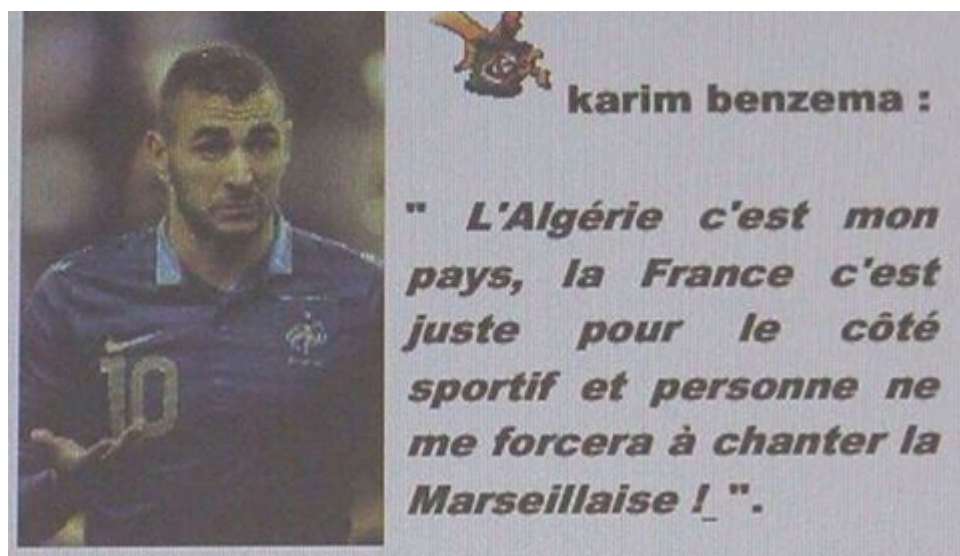 karim benzema :
" L'Algérie c'est mon
pays, la France c'est
juste pour le côté
sportif et personne ne
me forcera à chanter la
Marseillaise !_ ".
10